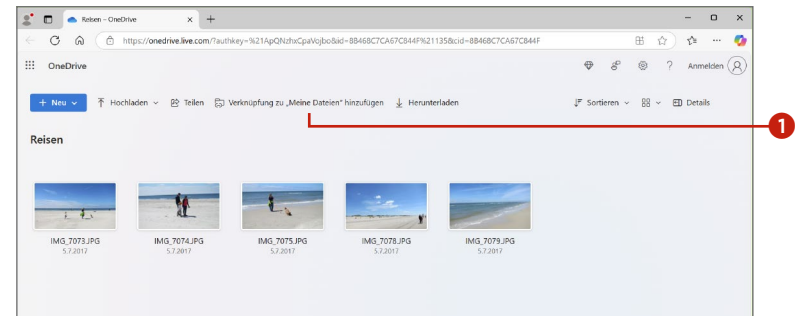 Reisen – OneDrive
https://onedrive.live.com/?authkey=%21ApQNzhxCpaVojbo&id=8B468C7CA67C844F%21135&cid=8B468C7CA67C844F
OneDrive
? Anmelden
+ Neu Hochladen Teilen Verknüpfung zu „Meine Dateien" hinzufügen Herunterladen Sortieren Details
1
Reisen
IMG_7073.JPG IMG_7074.JPG IMG_7075.JPG IMG_7078.JPG IMG_7079.JPG
5.7.2017 5.7.2017 5.7.2017 5.7.2017 5.7.2017